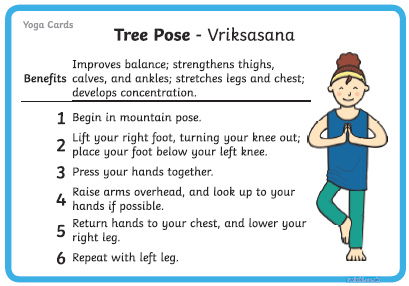 Yoga Cards
Tree Pose - Vriksasana
Improves balance; strengthens thighs,
Benefits calves, and ankles; stretches legs and chest;
develops concentration.
1 Begin in mountain pose.
2 Lift your right foot, turning your knee out;
place your foot below your left knee.
3 Press your hands together.
4 Raise arms overhead, and look up to your
hands if possible.
5 Return hands to your chest, and lower your
right leg.
6 Repeat with left leg.